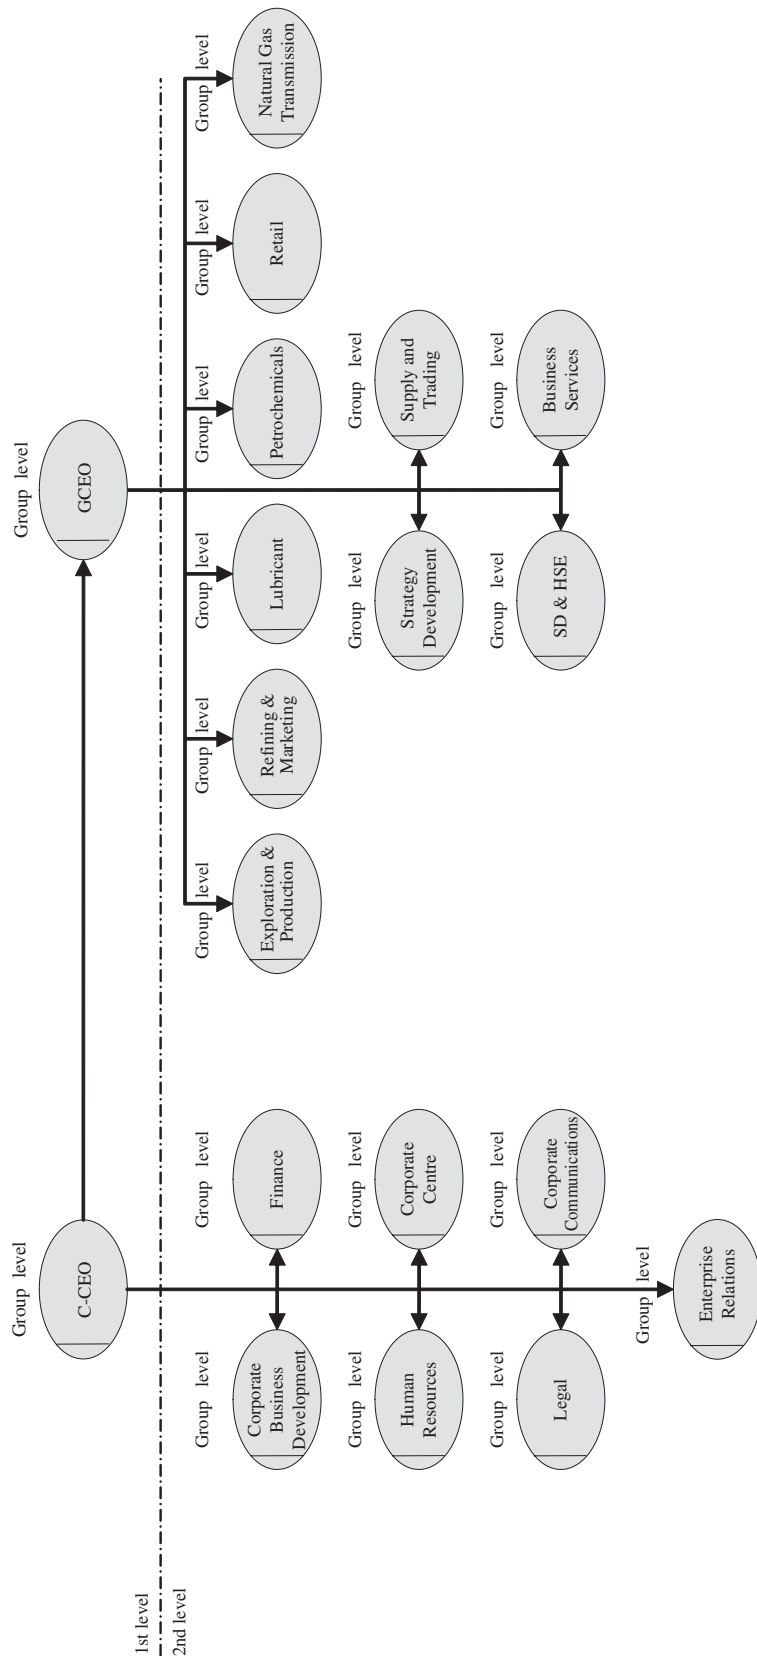 Group level
C-CEO
Group level
GCEO
1st level
2nd level
Group level
Corporate
Business
Development
Group level
Finance
Group level
Human
Resources
Group level
Corporate
Centre
Group level
Legal
Group level
Corporate
Communications
Group level
Enterprise
Relations
Group level
Exploration &
Production
Group level
Refining &
Marketing
Group level
Lubricant
Group level
Petrochemicals
Group level
Retail
Group level
Natural Gas
Transmission
Group level
Strategy
Development
Group level
Supply and
Trading
Group level
SD & HSE
Group level
Business
Services